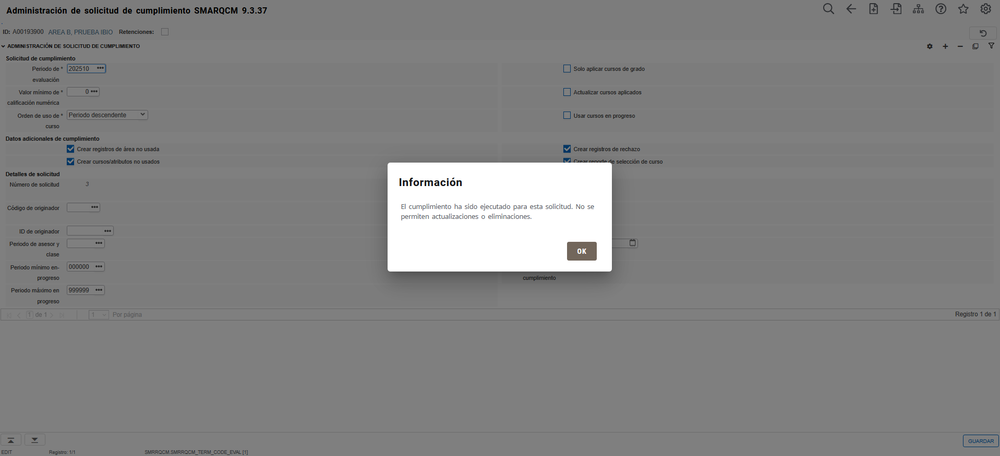 Administración de solicitud de cumplimiento SMARQCM 9.3.37
ID: A00193900 AREA B, PRUEBA IBIO Retenciones:
ADMINISTRACIÓN DE SOLICITUD DE CUMPLIMIENTO
Solicitud de cumplimiento
Periodo de * 202510 •••
evaluación
Solo aplicar cursos de grado
Valor mínimo de * 0 •••
calificación numérica
Actualizar cursos aplicados
Orden de uso de * Periodo descendente
curso
Usar cursos en progreso
Datos adicionales de cumplimiento
Crear registros de área no usada
Crear registros de rechazo
Crear cursos/atributos no usados
Crear reporte de selección de curso
Detalles de solicitud
Número de solicitud 3
Código de originador •••
ID de originador •••
Periodo de asesor y •••
clase
Periodo mínimo en- 000000 •••
progreso
cumplimiento
Periodo máximo en 999999 •••
progreso
Información
El cumplimiento ha sido ejecutado para esta solicitud. No se
permiten actualizaciones o eliminaciones.
OK
1 de 1 1 Por página Registro 1 de 1
GUARDAR
EDIT Registro: 1/1 SMRRQCM.SMRRQCM_TERM_CODE_EVAL [1]